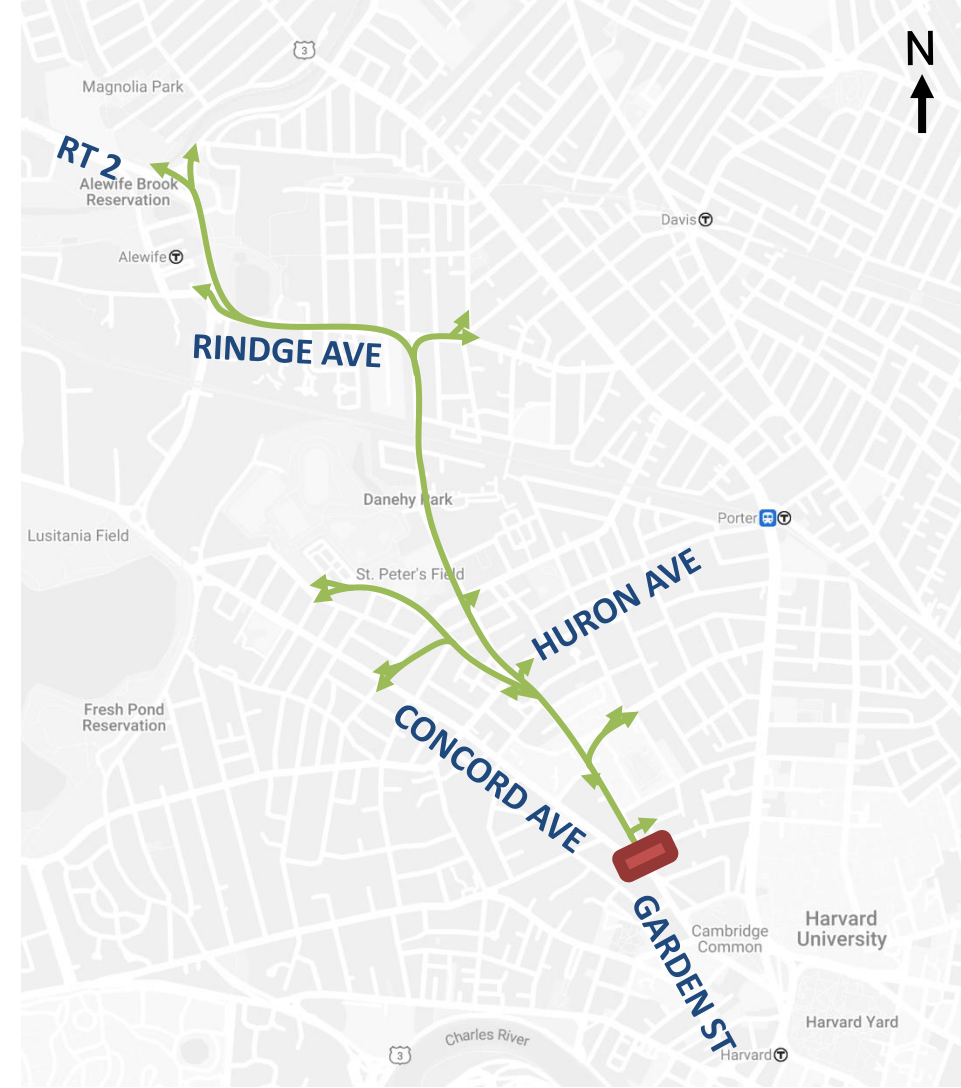 3
N
Magnolia Park
RT 2
Alewife Brook
Reservation
Davis T
Alewife T
RINDGE AVE
Danehy Park
Porter T
Lusitania Field
St. Peter's Field
HURON AVE
Fresh Pond
Reservation
CONCORD AVE
GARDEN ST
Cambridge
Common
Harvard
University
Harvard Yard
Charles River
3
Harvard T